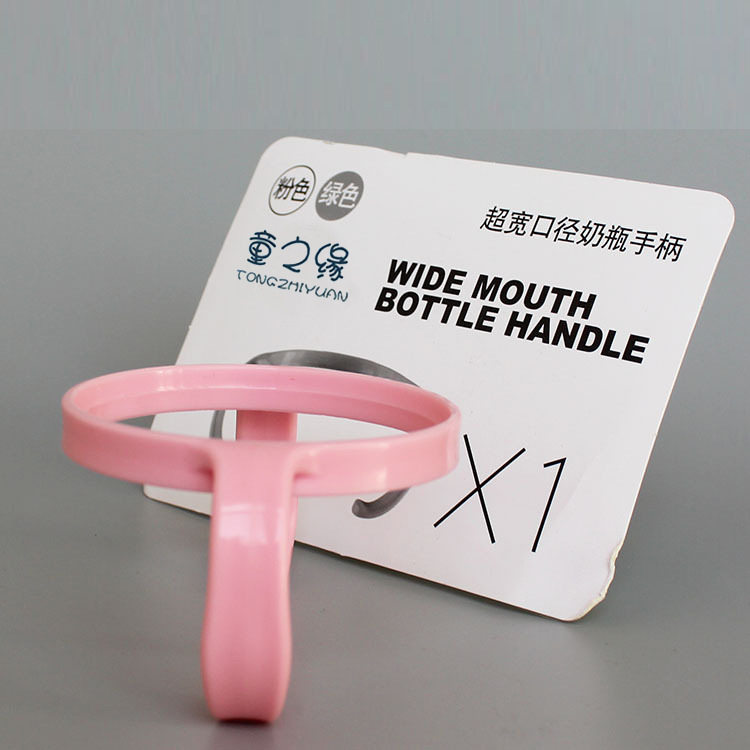 粉色 绿色
超宽口径奶瓶手柄
童之缘
TONGZHIYUAN
WIDE MOUTH
BOTTLE HANDLE
X1